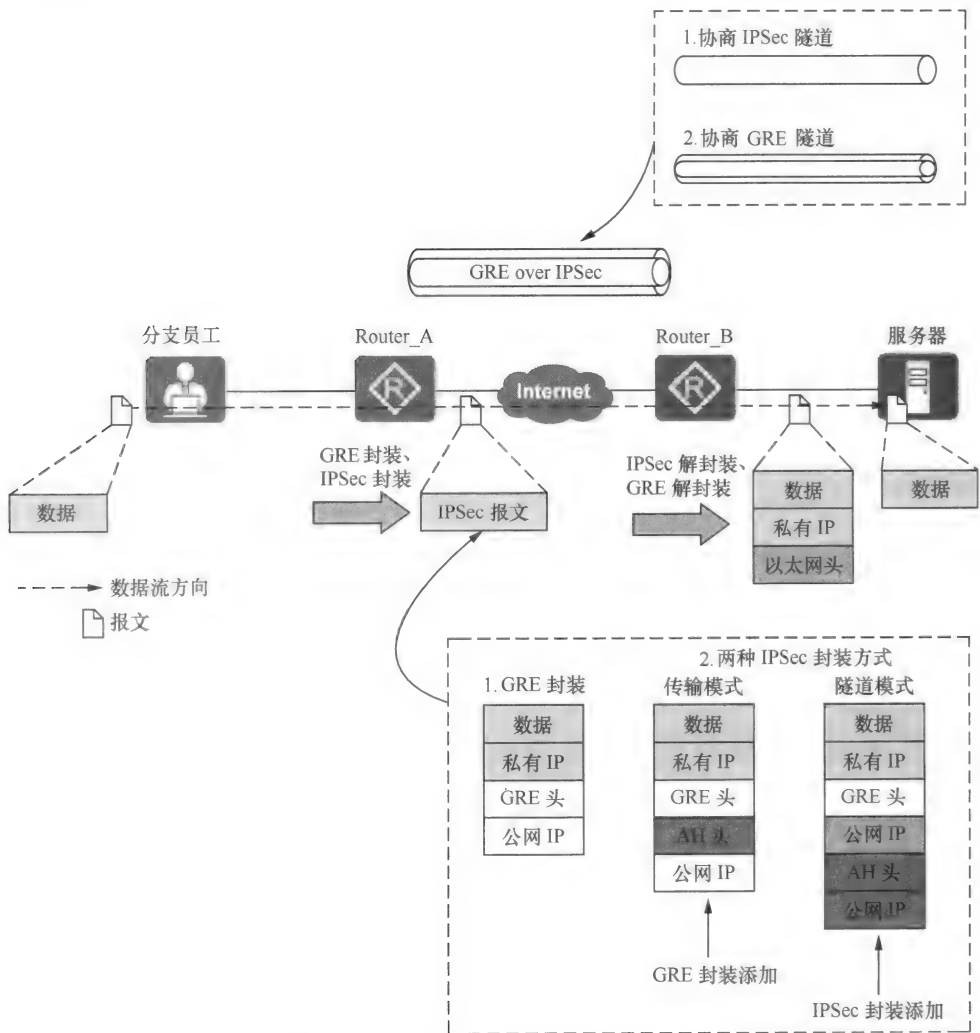 1.协商 IPSec 隧道
2.协商 GRE 隧道
GRE over IPSec
分支员工
Router_A
Router_B
服务器
R
Internet
R
GRE 封装、
IPSec 封装
IPSec 解封装、
GRE 解封装
数据
IPSec 报文
数据
私有 IP
以太网头
数据
数据流方向
报文
2.两种 IPSec 封装方式
1.GRE 封装
传输模式
隧道模式
数据
私有 IP
GRE 头
公网 IP
数据
私有 IP
GRE 头
AH 头
公网 IP
数据
私有 IP
GRE 头
公网 IP
AH 头
公网 IP
GRE 封装添加
IPSec 封装添加